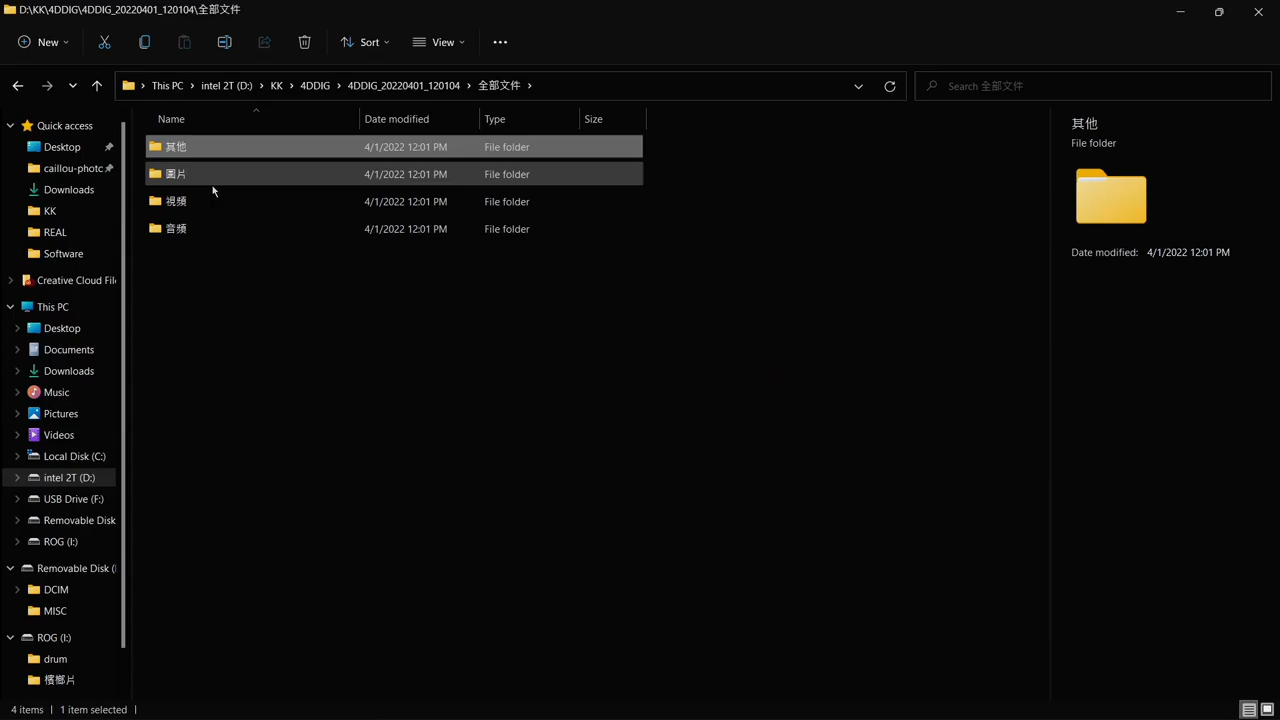 D:\KK\4DDIG\4DDIG_20220401_120104\全部文件
New
Sort
View
This PC
intel 2T (D:)
KK
4DDIG
4DDIG_20220401_120104
全部文件
Search 全部文件
Name
Date modified
Type
Size
其他 4/1/2022 12:01 PM File folder
圖片 4/1/2022 12:01 PM File folder
視頻 4/1/2022 12:01 PM File folder
音頻 4/1/2022 12:01 PM File folder
Quick access
Desktop
caillou-photc
Downloads
KK
REAL
Software
Creative Cloud File
This PC
Desktop
Documents
Downloads
Music
Pictures
Videos
Local Disk (C:)
intel 2T (D:)
USB Drive (F:)
Removable Disk
ROG (I:)
Removable Disk (
DCIM
MISC
ROG (I:)
drum
檳榔片
其他
File folder
Date modified: 4/1/2022 12:01 PM
4 items
1 item selected